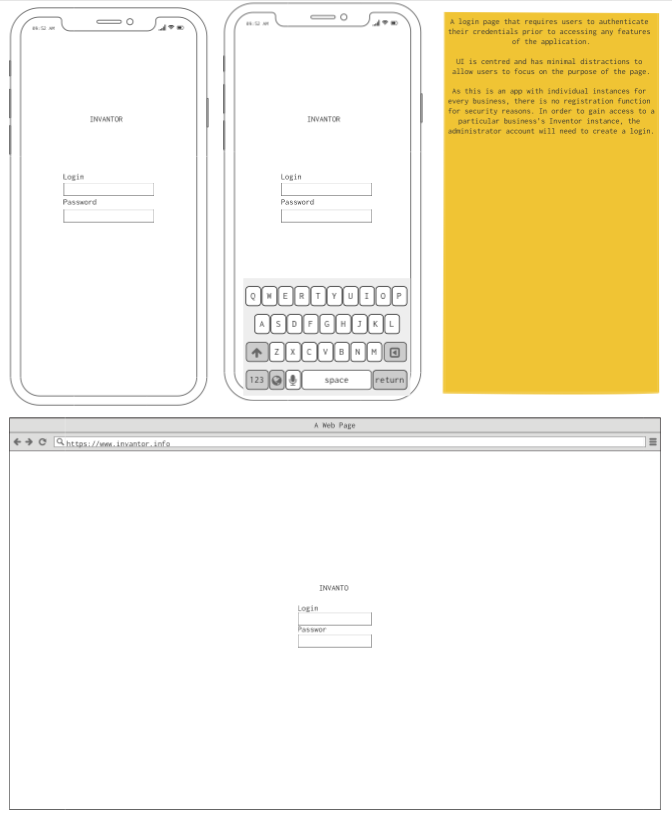 06:52 AM
INVANTOR
Login
Password
06:52 AM
INVANTOR
Login
Password
Q W E R T Y U I O P
A S D F G H J K L
Z X C V B N M
123 space return
A login page that requires users to authenticate
their credentials prior to accessing any features
of the application.
UI is centred and has minimal distractions to
allow users to focus on the purpose of the page.
As this is an app with individual instances for
every business, there is no registration function
for security reasons. In order to gain access to a
particular business's Inventor instance, the
administrator account will need to create a login.
A Web Page
https://www.invantor.info
INVANTO
Login
Passwor